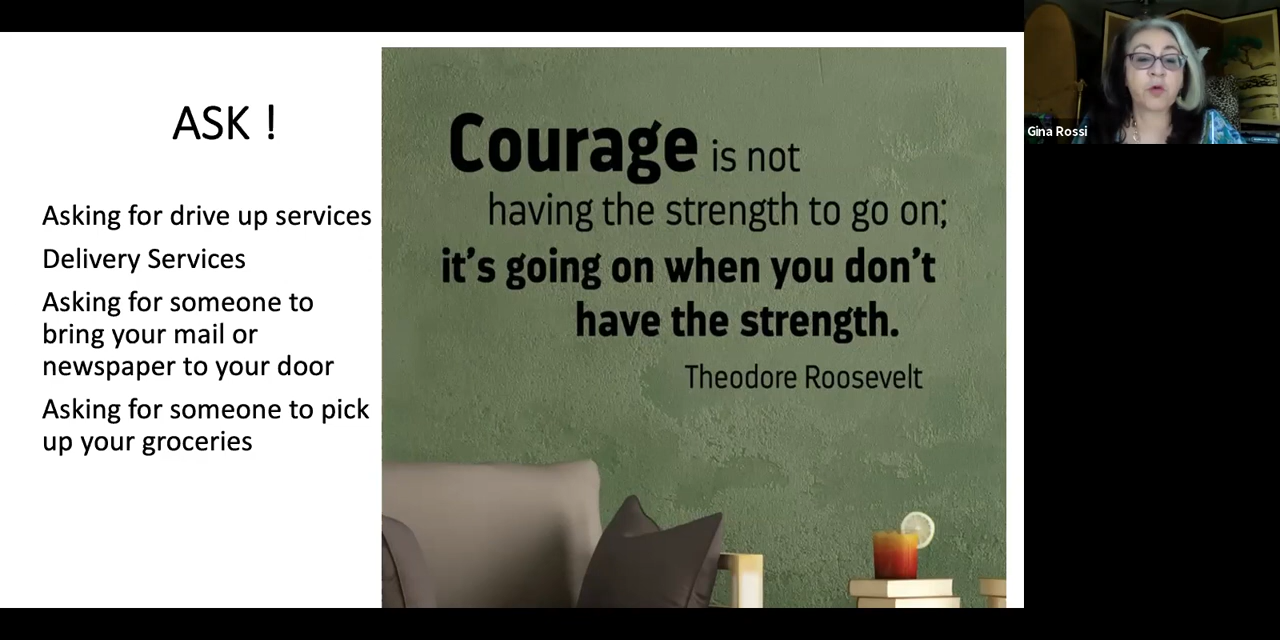 ASK !
Asking for drive up services
Delivery Services
Asking for someone to
bring your mail or
newspaper to your door
Asking for someone to pick
up your groceries
Courage is not
having the strength to go on;
it's going on when you don't
have the strength.
Theodore Roosevelt
Gina Rossi